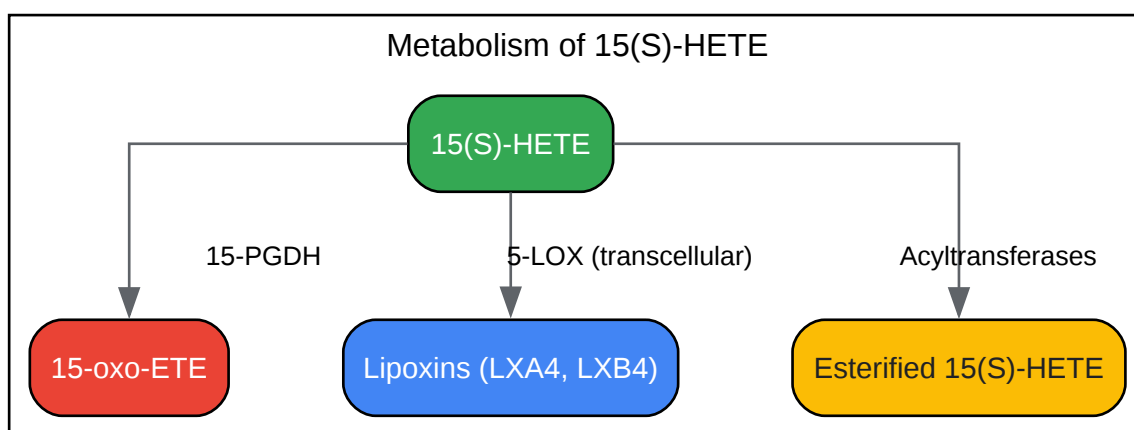 Metabolism of 15(S)-HETE
15(S)-HETE
15-PGDH
5-LOX (transcellular)
Acyltransferases
15-oxo-ETE
Lipoxins (LXA4, LXB4)
Esterified 15(S)-HETE